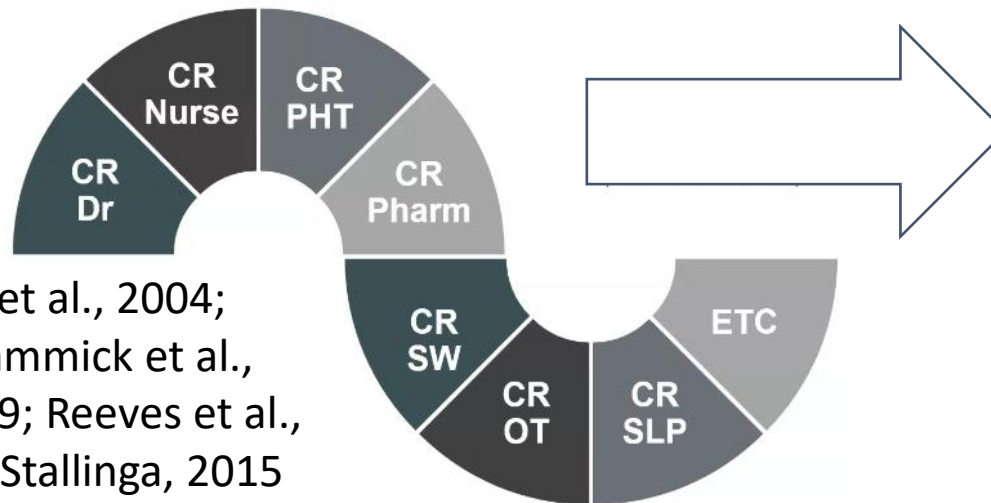 CR
Dr
CR
Nurse
CR
PHT
CR
Pharm
CR
SW
CR
OT
CR
SLP
ETC
et al., 2004;
ammick et al.,
9; Reeves et al.,
Stallinga, 2015